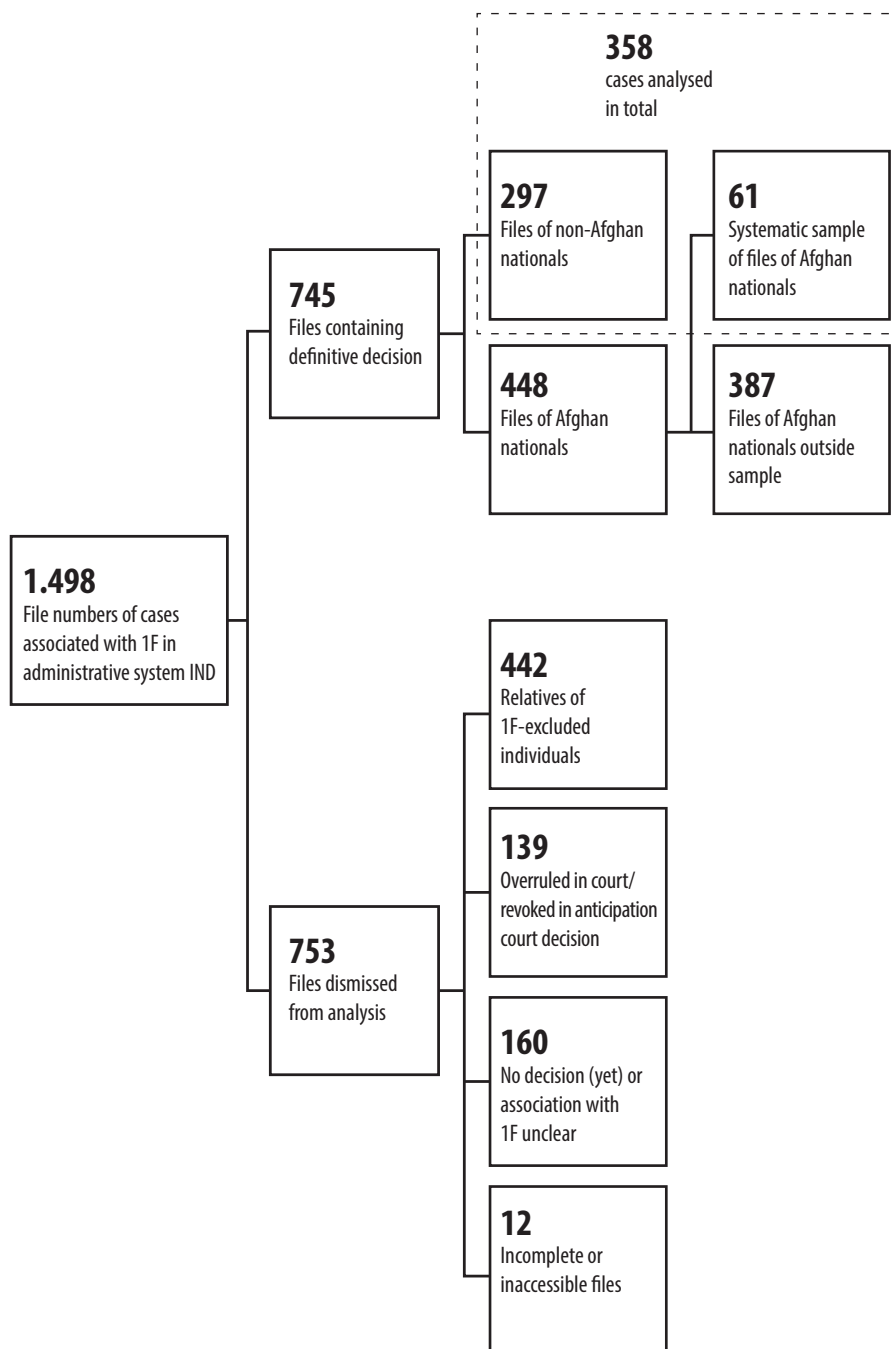 358
cases analysed
in total
297
Files of non-Afghan
nationals
61
Systematic sample
of files of Afghan
nationals
745
Files containing
definitive decision
448
Files of Afghan
nationals
387
Files of Afghan
nationals outside
sample
1.498
File numbers of cases
associated with 1F in
administrative system IND
442
Relatives of
1F-excluded
individuals
139
Overruled in court/
revoked in anticipation
court decision
753
Files dismissed
from analysis
160
No decision (yet) or
association with
1F unclear
12
Incomplete or
inaccessible files